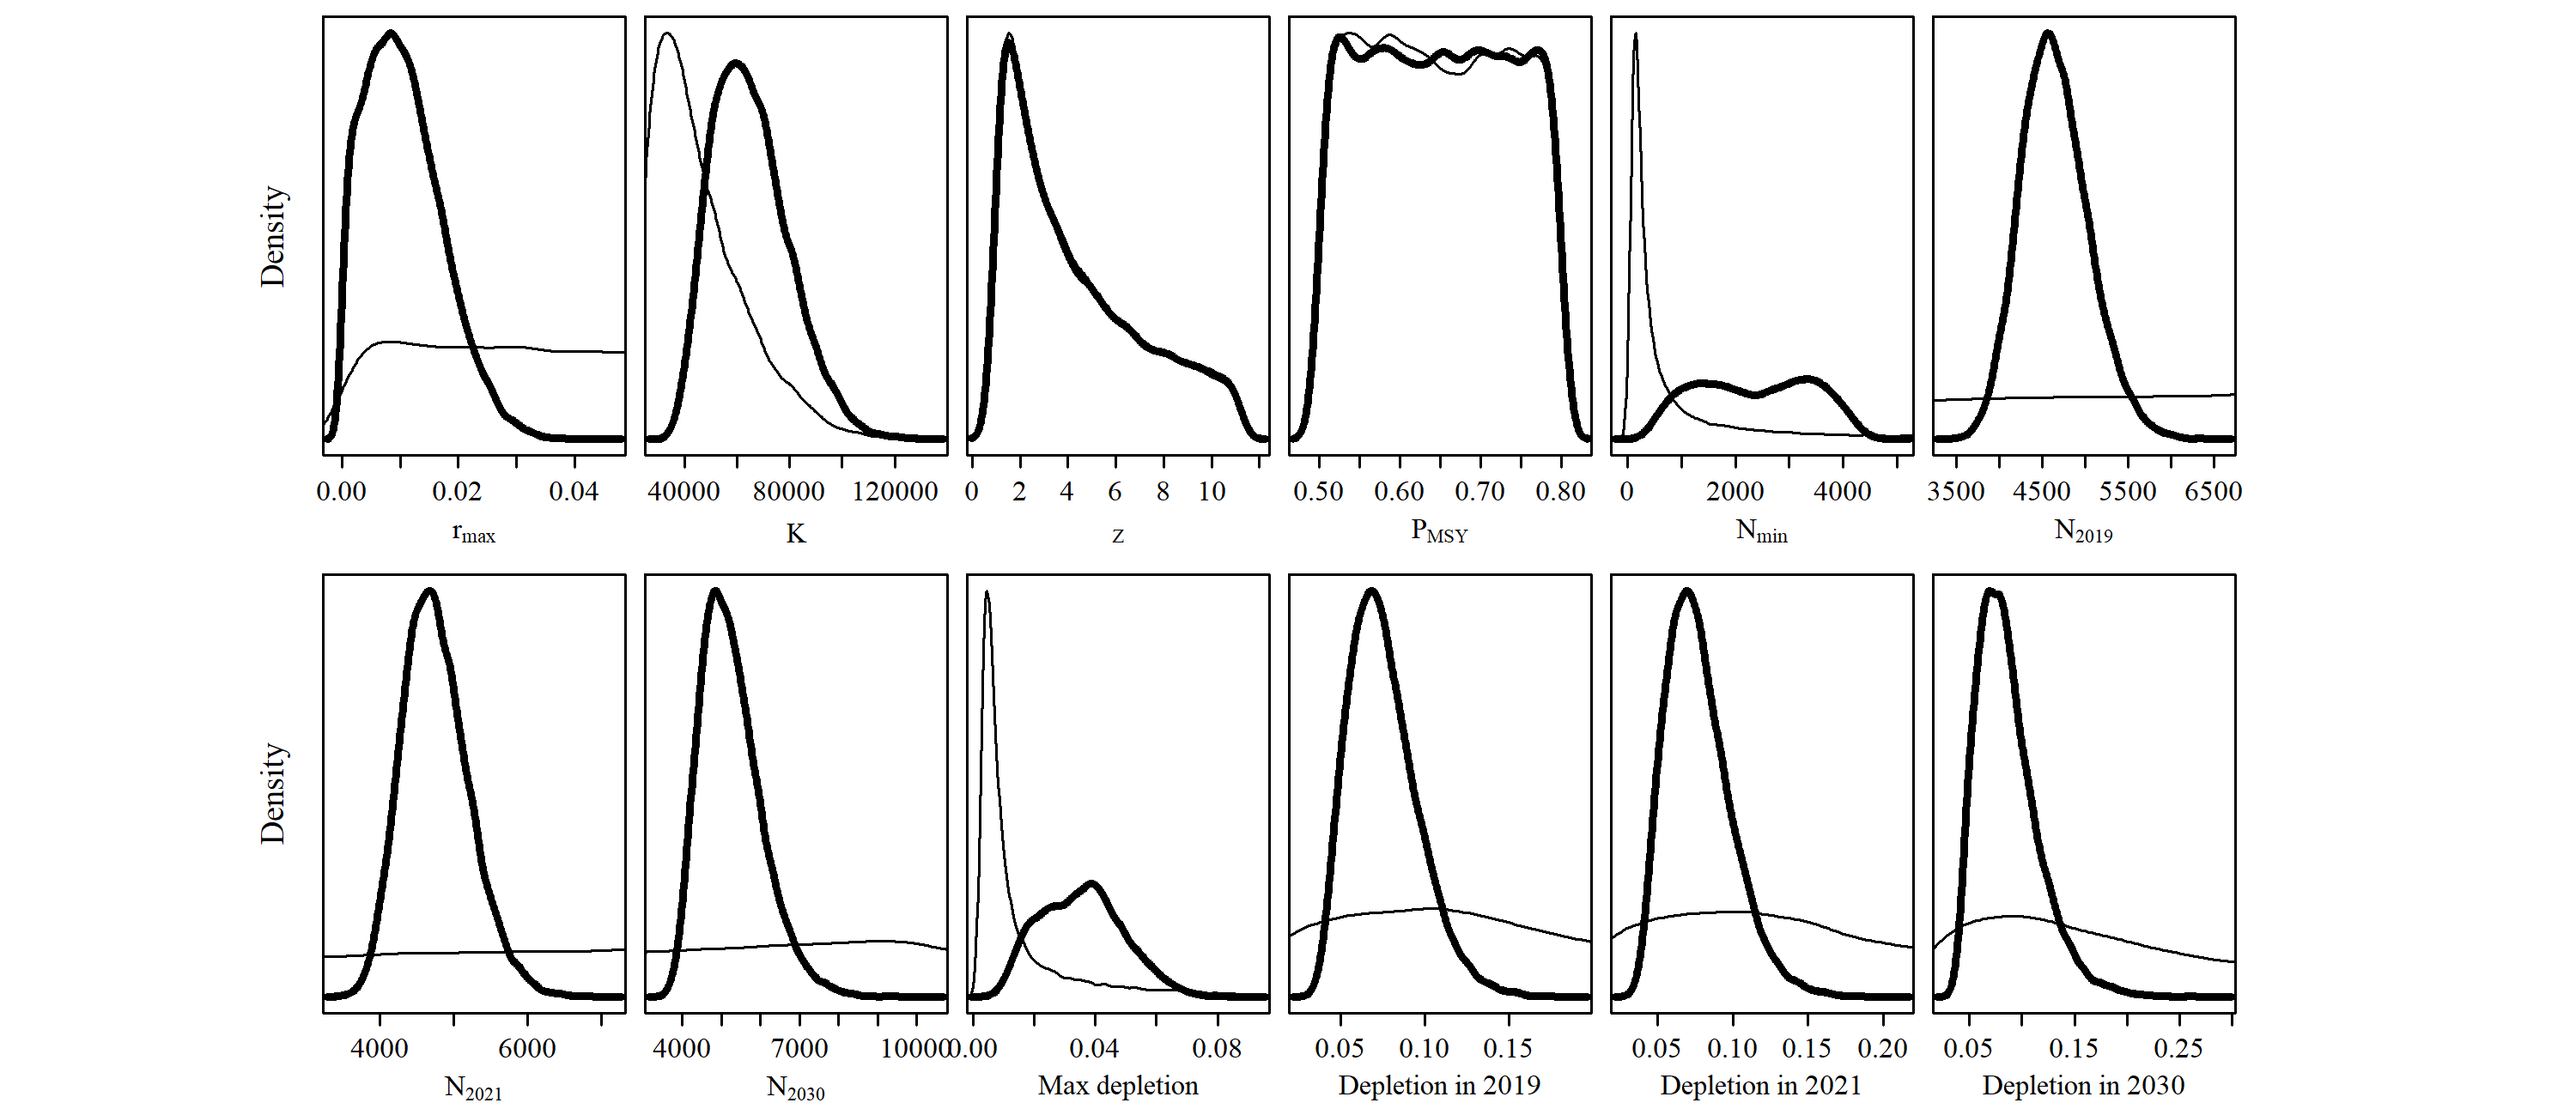 Density
0.00 0.02 0.04
r_max
40000 80000 120000
K
0 2 4 6 8 10
z
0.50 0.60 0.70 0.80
P_MSY
0 2000 4000
N_min
3500 4500 5500 6500
N_2019
Density
4000 6000
N_2021
4000 7000 10000
N_2030
0.00 0.04 0.08
Max depletion
0.05 0.10 0.15
Depletion in 2019
0.05 0.10 0.15 0.20
Depletion in 2021
0.05 0.15 0.25
Depletion in 2030